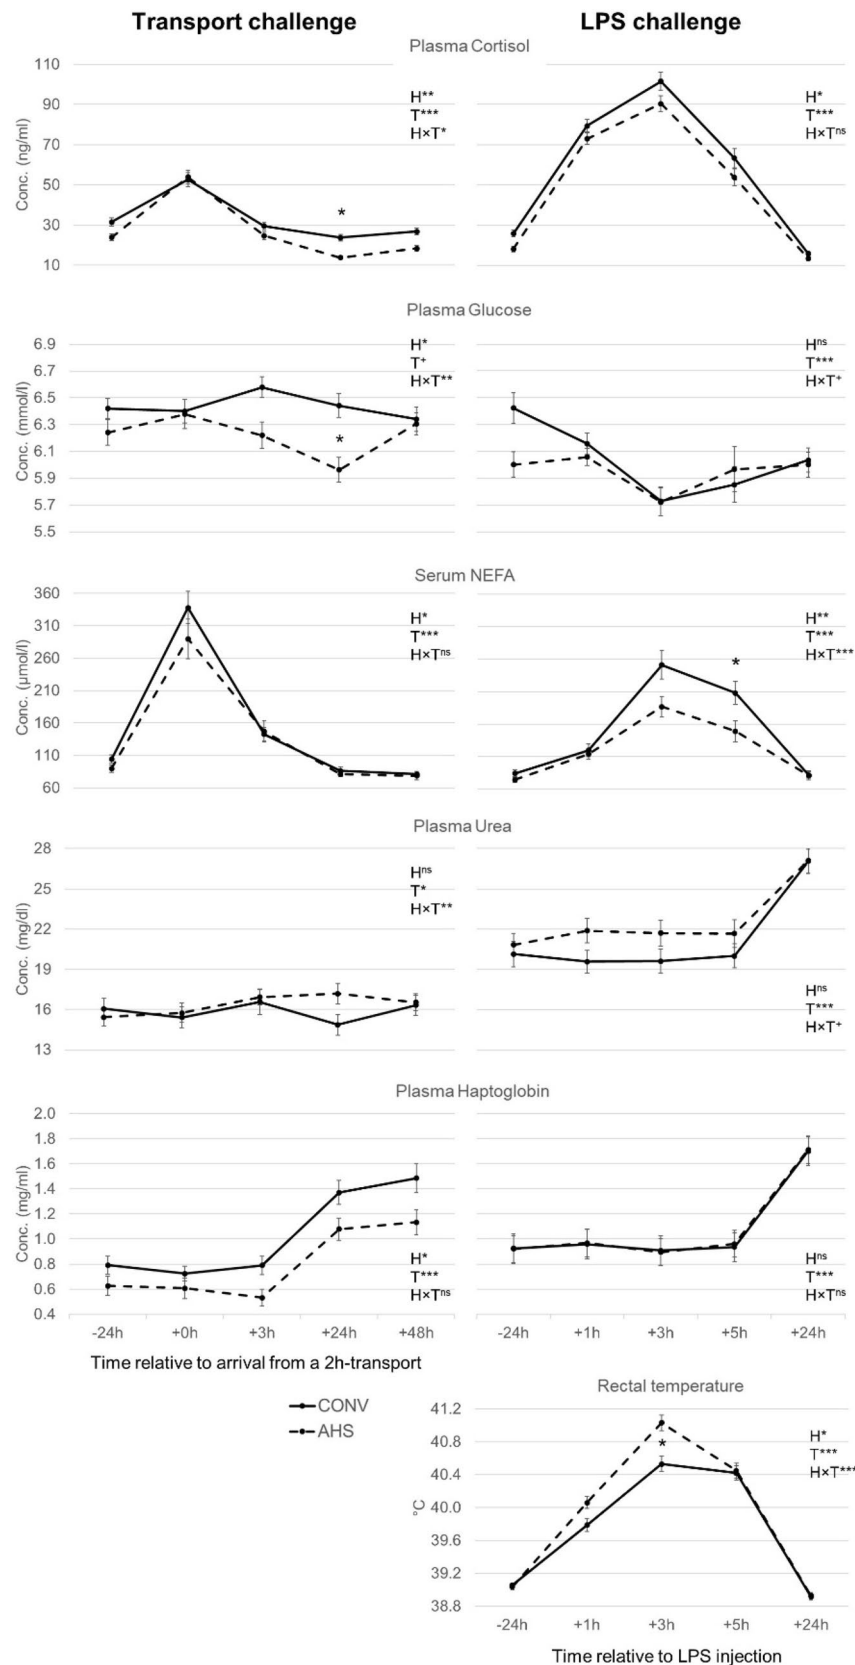 Transport challenge
LPS challenge
Plasma Cortisol
110
90
70
50
30
10
Conc. (ng/ml)
H**
T***
H×T*
*
H*
T***
H×Tns
Plasma Glucose
6.9
6.7
6.5
6.3
6.1
5.9
5.7
5.5
Conc. (mmol/l)
H*
T+
H×T**
*
Hns
T***
H×T+
Serum NEFA
360
310
260
210
160
110
60
Conc. (µmol/l)
H*
T***
H×Tns
H**
T***
H×T***
*
Plasma Urea
28
25
22
19
16
13
Conc. (mg/dl)
Hns
T*
H×T**
Hns
T***
H×T+
Plasma Haptoglobin
2.0
1.8
1.6
1.4
1.2
1.0
0.8
0.6
0.4
Conc. (mg/ml)
H*
T***
H×Tns
Hns
T***
H×Tns
-24h +0h +3h +24h +48h
-24h +1h +3h +5h +24h
Time relative to arrival from a 2h-transport
CONV
AHS
Rectal temperature
41.2
40.8
40.4
40.0
39.6
39.2
38.8
°C
*
H*
T***
H×T***
-24h +1h +3h +5h +24h
Time relative to LPS injection